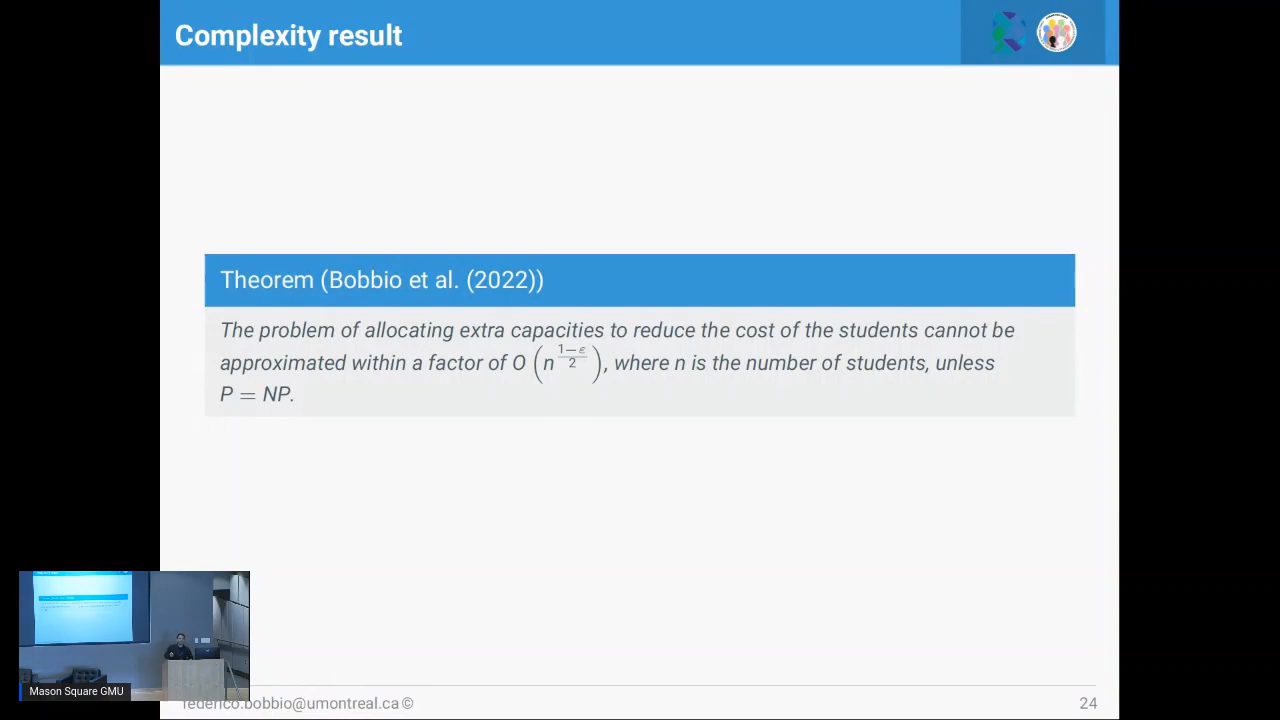 Complexity result
Theorem (Bobbio et al. (2022))
The problem of allocating extra capacities to reduce the cost of the students cannot be
approximated within a factor of O (n^{\frac{1-ε}{2}}), where n is the number of students, unless
P = NP.
Mason Square GMU
federico.bobbio@umontreal.ca©
24